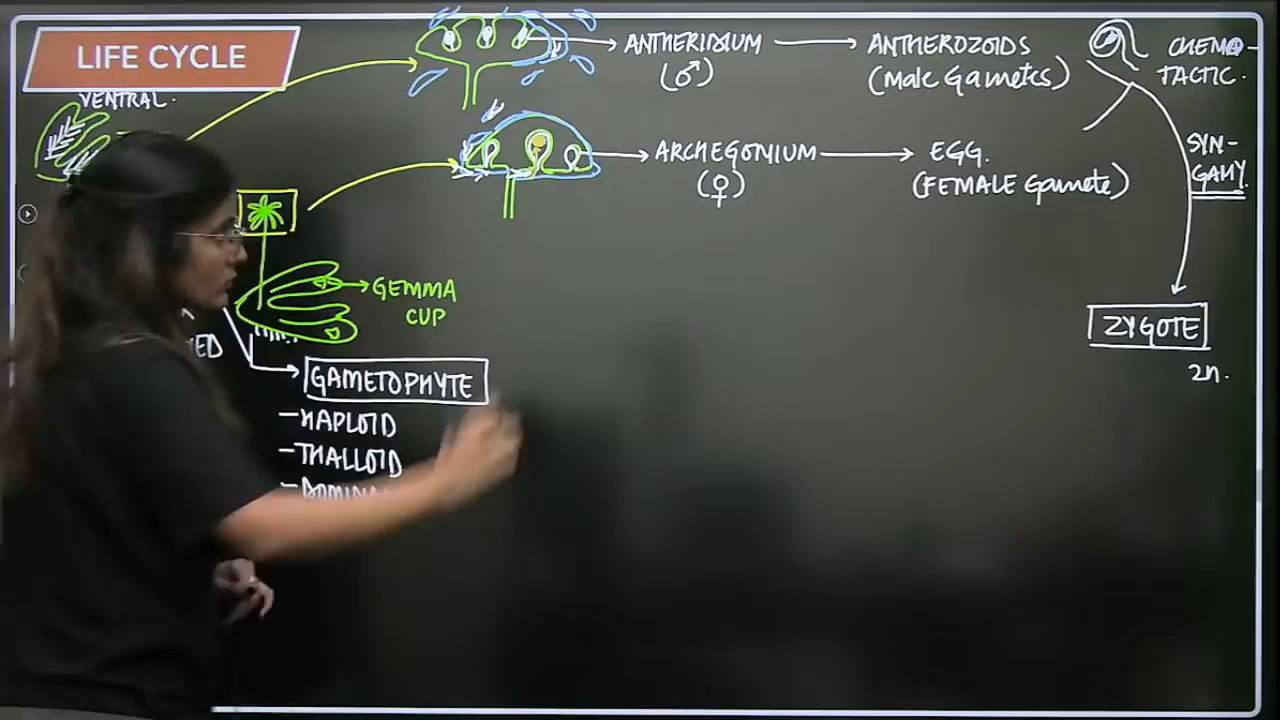 LIFE CYCLE
VENTRAL.
ANTHERIDIUM
(♂)
ANTHEROZOIDS
(Male Gametes)
CHEMO-
TACTIC.
ARCHEGONIUM
(♀)
EGG.
(FEMALE Gamete)
SYN-
GAMY.
ZYGOTE
2n.
GEMMA
CUP
GAMETOPHYTE
-HAPLOID
-THALLOID